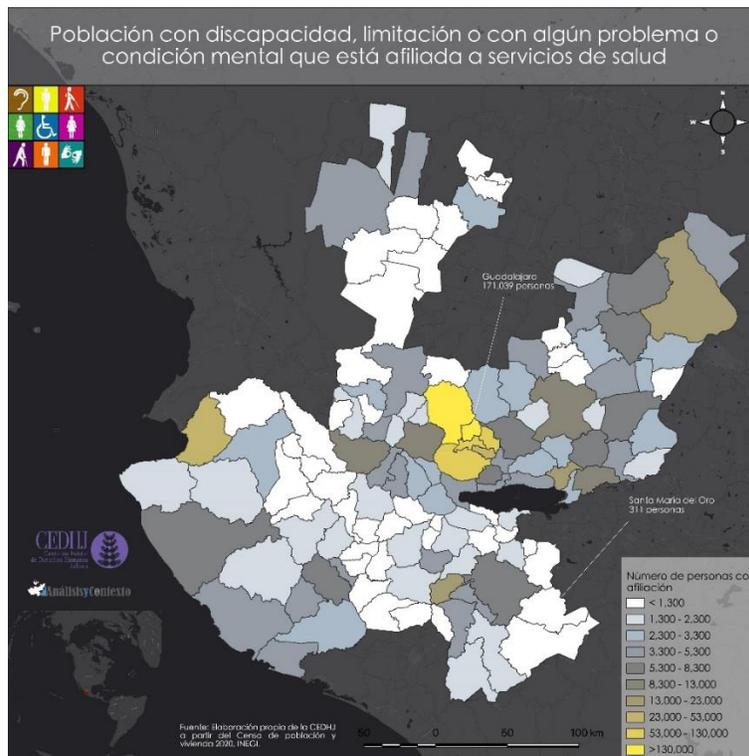 Población con discapacidad, limitación o con algún problema o
condición mental que está afiliada a servicios de salud
N
W
E
S
Guadalajara
171,039 personas
Santa María del Oro
311 personas
CEDHJ
AnálisisyContexto
Número de personas co
afiliación
< 1,300
1,300 - 2,300
2,300 - 3,300
3,300 - 5,300
5,300 - 8,300
8,300 - 13,000
13,000 - 23,000
23,000 - 53,000
53,000 - 130,000
>130,000
Fuente: Elaboración propia de la CEDHJ
a partir del Censo de población y
vivienda 2020, INEGI.
50
0
50
100 km